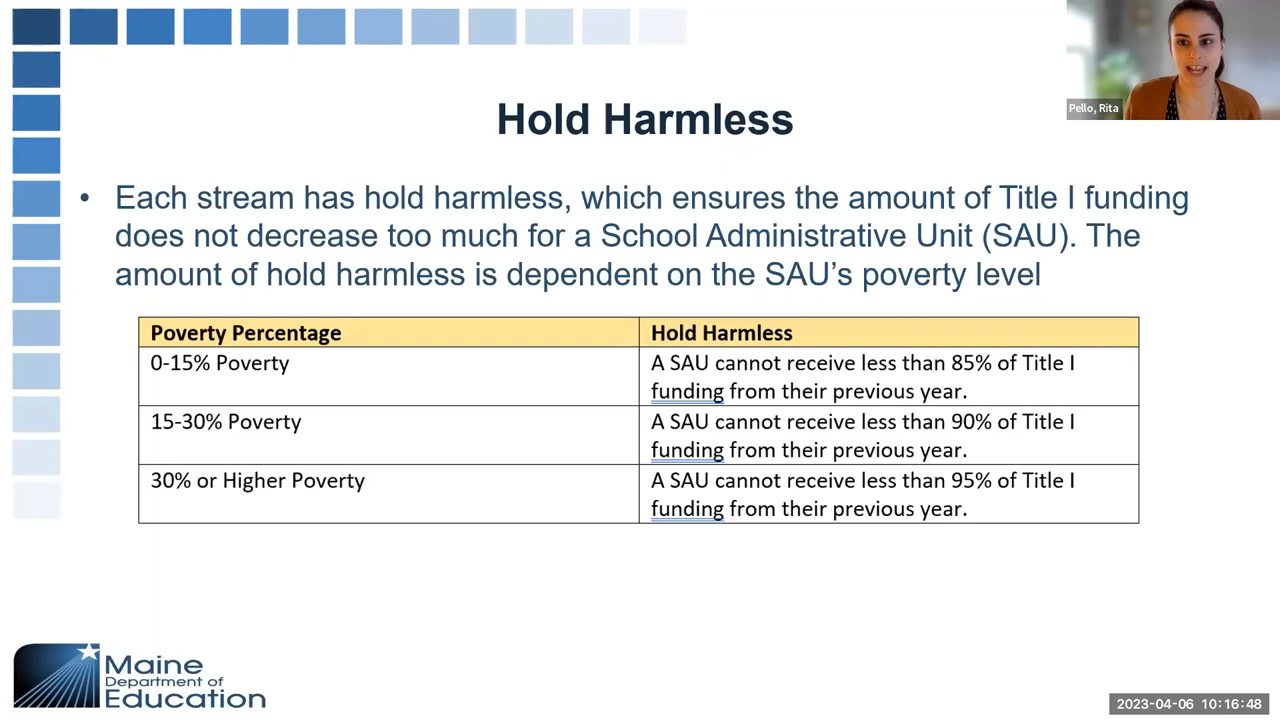 Pello, Rita
Hold Harmless
• Each stream has hold harmless, which ensures the amount of Title I funding
does not decrease too much for a School Administrative Unit (SAU). The
amount of hold harmless is dependent on the SAU's poverty level
Poverty Percentage
Hold Harmless
0-15% Poverty
A SAU cannot receive less than 85% of Title I
funding from their previous year.
15-30% Poverty
A SAU cannot receive less than 90% of Title I
funding from their previous year.
30% or Higher Poverty
A SAU cannot receive less than 95% of Title I
funding from their previous year.
Maine
Department of
Education
2023-04-06 10:16:48